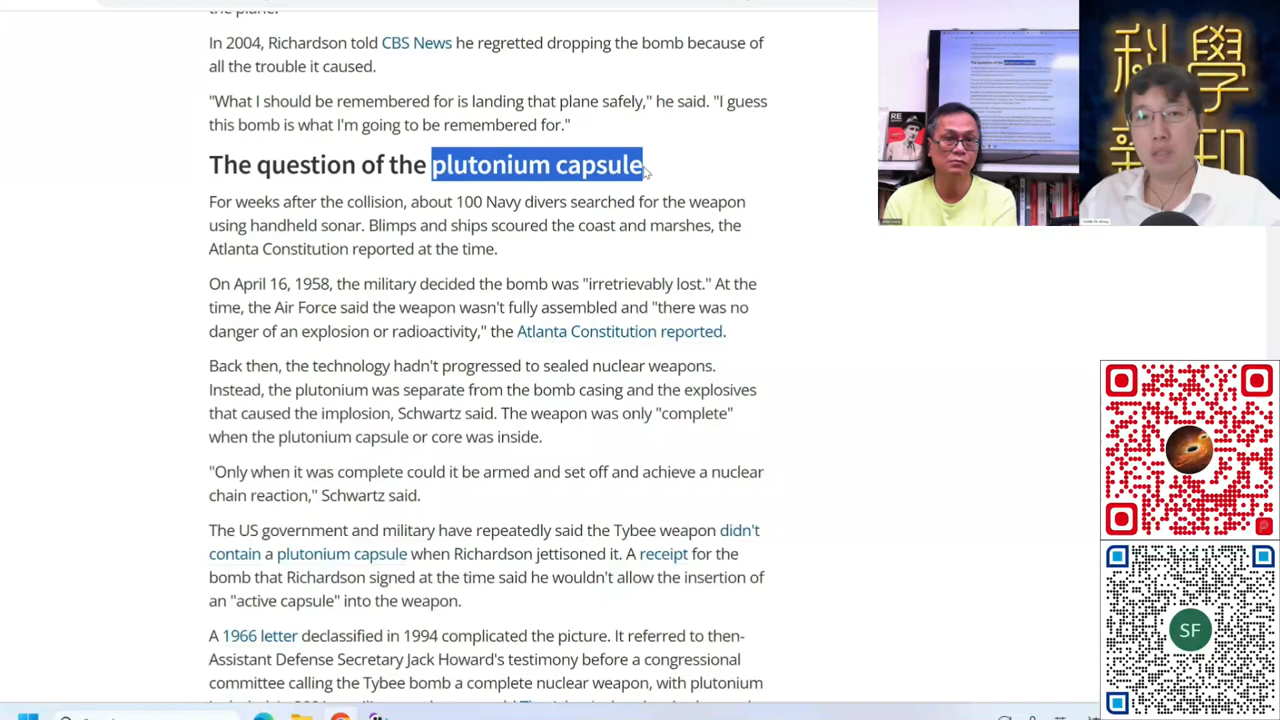 the plane.
In 2004, Richardson told CBS News he regretted dropping the bomb because of
all the trouble it caused.
"What I should be remembered for is landing that plane safely," he said. "I guess
this bomb is what I'm going to be remembered for."
The question of the plutonium capsule
For weeks after the collision, about 100 Navy divers searched for the weapon
using handheld sonar. Blimps and ships scoured the coast and marshes, the
Atlanta Constitution reported at the time.
On April 16, 1958, the military decided the bomb was "irretrievably lost." At the
time, the Air Force said the weapon wasn't fully assembled and "there was no
danger of an explosion or radioactivity," the Atlanta Constitution reported.
Back then, the technology hadn't progressed to sealed nuclear weapons.
Instead, the plutonium was separate from the bomb casing and the explosives
that caused the implosion, Schwartz said. The weapon was only "complete"
when the plutonium capsule or core was inside.
"Only when it was complete could it be armed and set off and achieve a nuclear
chain reaction," Schwartz said.
The US government and military have repeatedly said the Tybee weapon didn't
contain a plutonium capsule when Richardson jettisoned it. A receipt for the
bomb that Richardson signed at the time said he wouldn't allow the insertion of
an "active capsule" into the weapon.
A 1966 letter declassified in 1994 complicated the picture. It referred to then-
Assistant Defense Secretary Jack Howard's testimony before a congressional
committee calling the Tybee bomb a complete nuclear weapon, with plutonium
科學
新知
SF